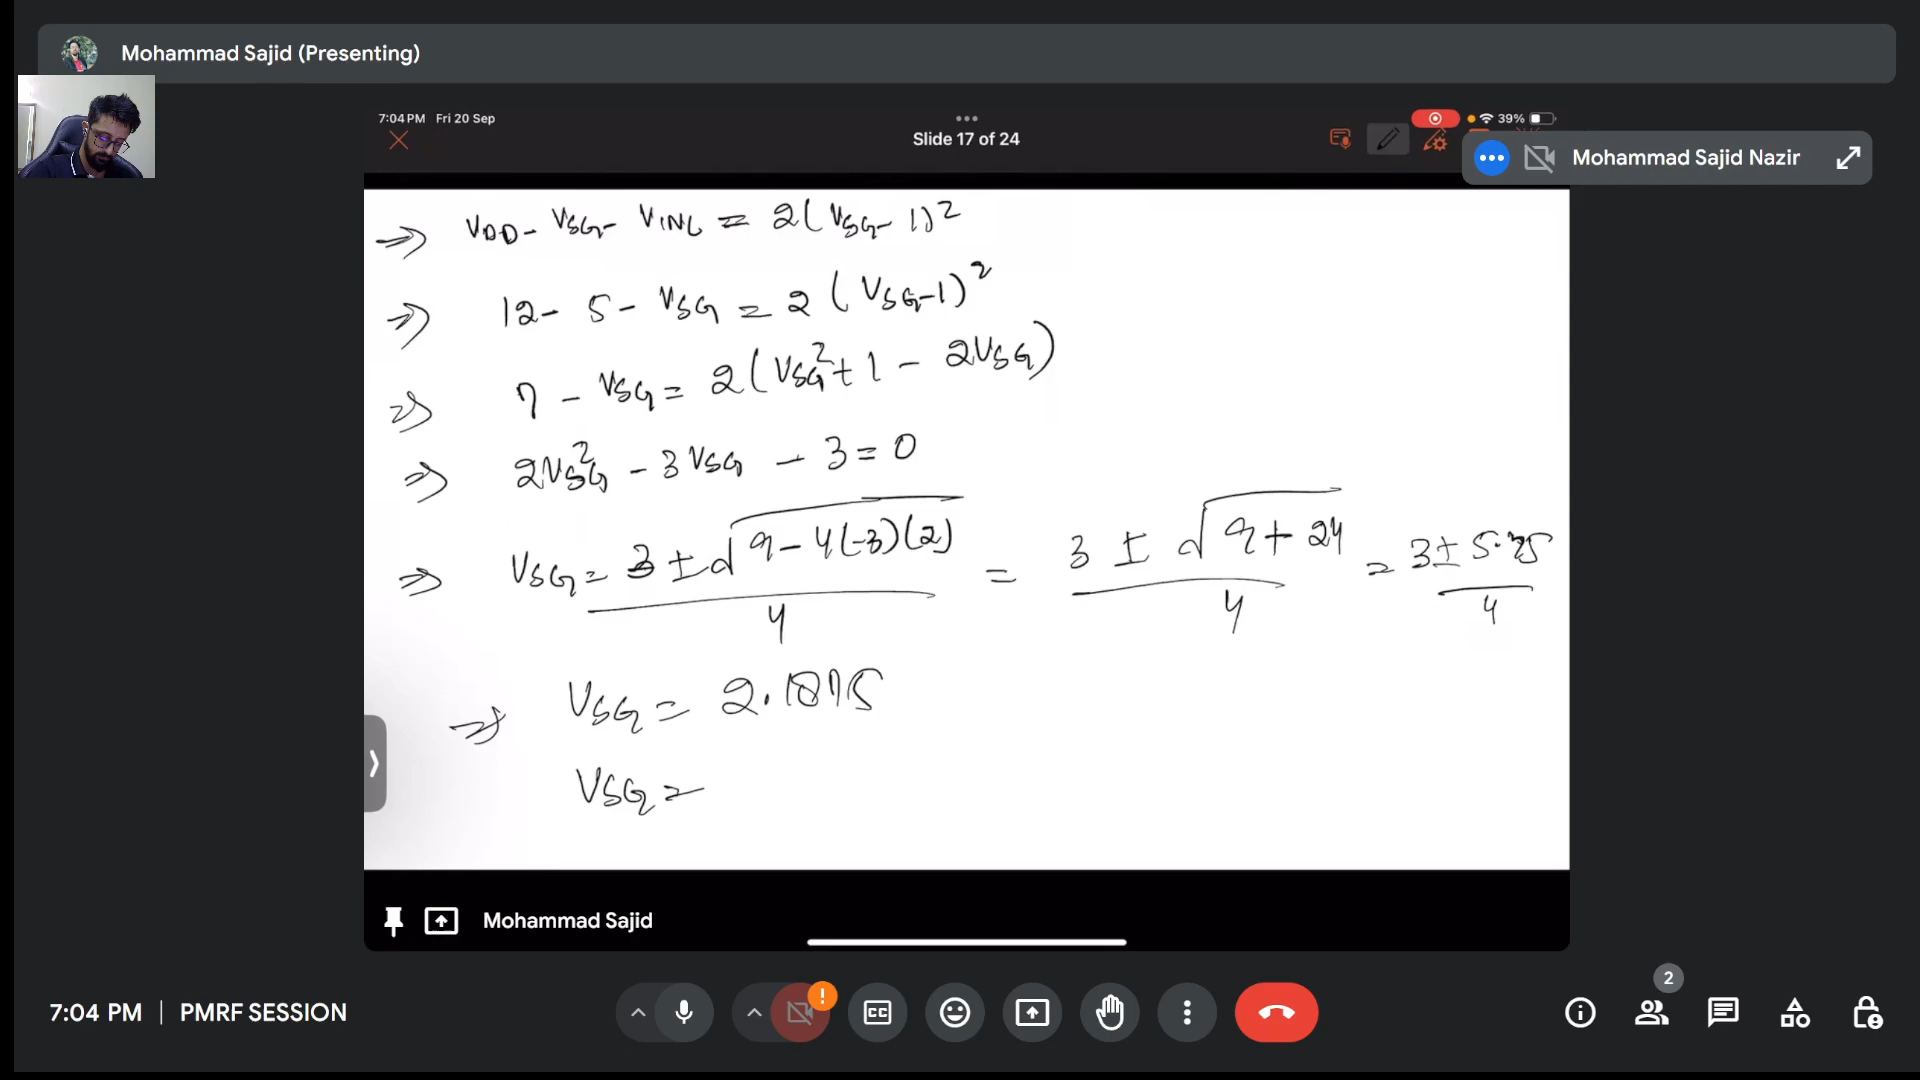 Mohammad Sajid (Presenting)
7:04 PM Fri 20 Sep
39%
Slide 17 of 24
Mohammad Sajid Nazir
⇒ VDD - VSG - VINC = 2(VSG - 1)²
⇒ 12 - 5 - VSG = 2(VSG - 1)²
⇒ 7 - VSG = 2(VSG² + 1 - 2VSG)
⇒ 2VSG² - 3VSG - 3 = 0
⇒ VSG = 3 ± √(9 - 4(-3)(2)) / 4 = 3 ± √(9 + 24) / 4 = 3 ± 5.75 / 4
⇒ VSG = 2.1875
VSG =
Mohammad Sajid
7:04 PM | PMRF SESSION
CC
2